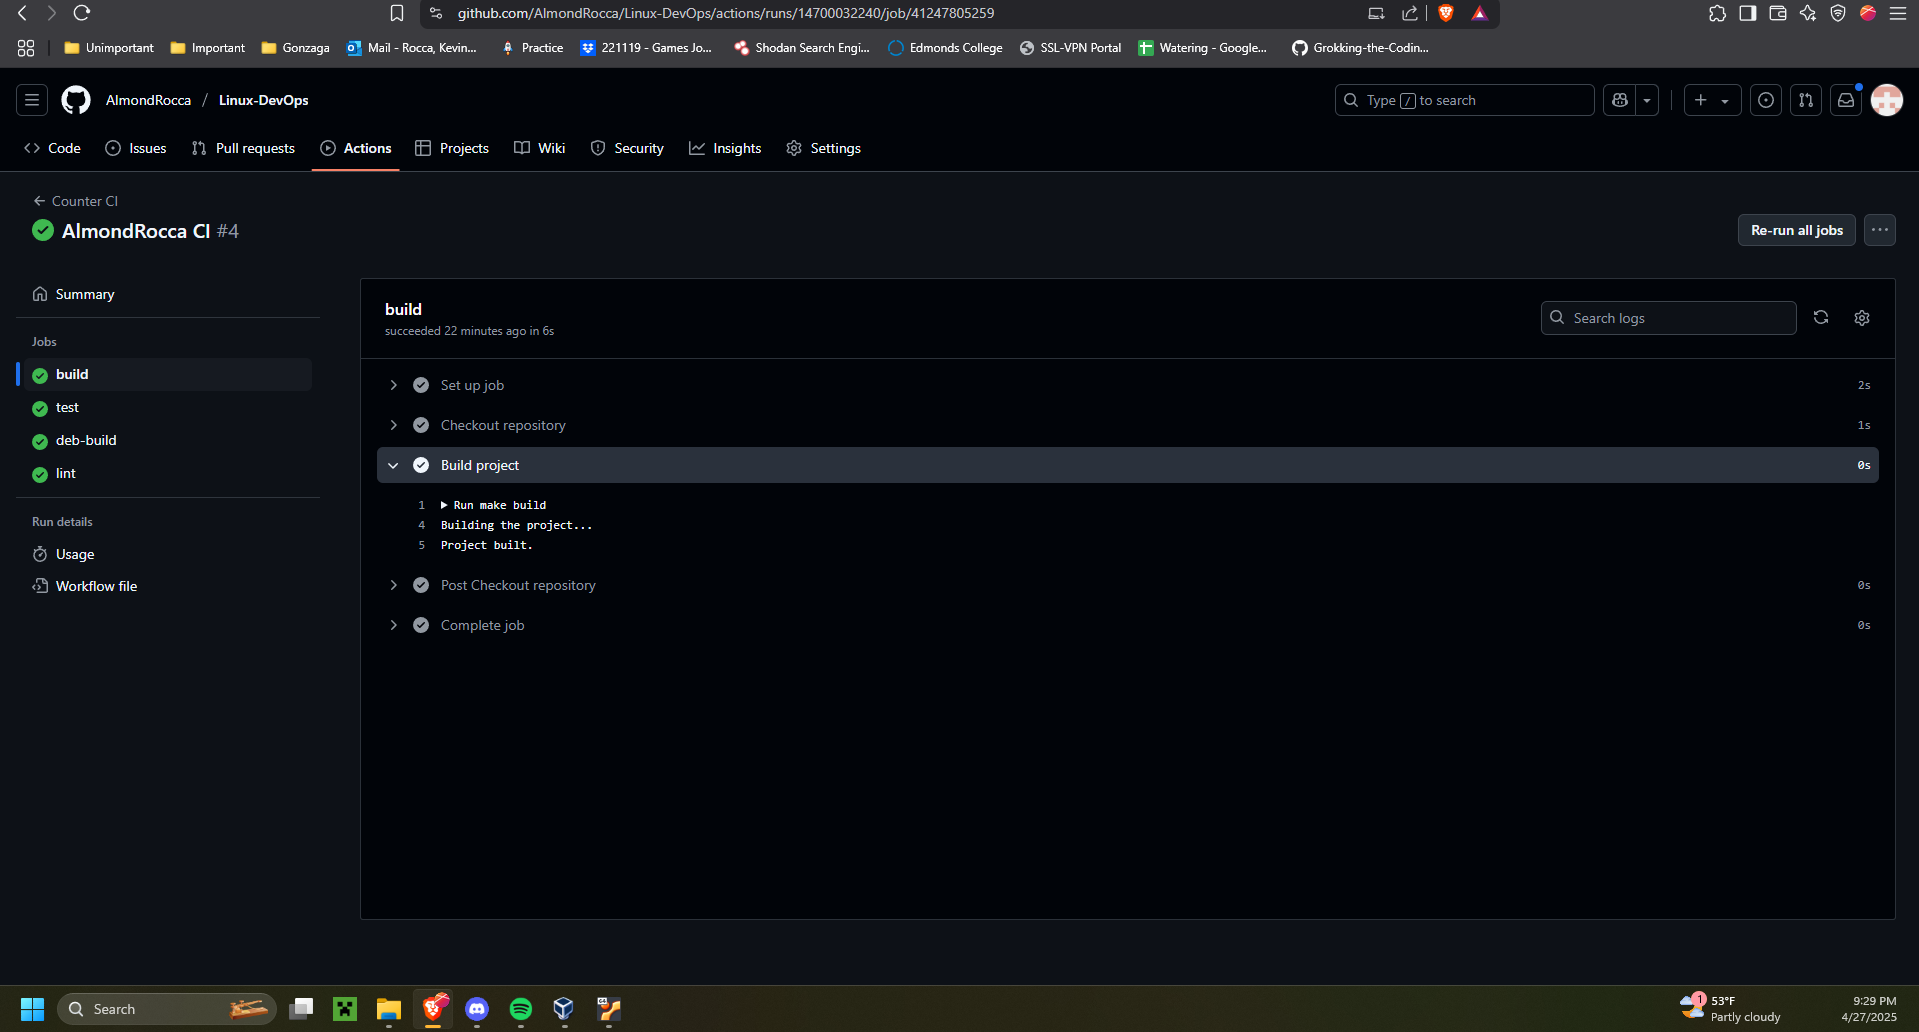 github.com/AlmondRocca/Linux-DevOps/actions/runs/14700032240/job/41247805259
Unimportant
Important
Gonzaga
Mail - Rocca, Kevin...
Practice
221119 - Games Jo...
Shodan Search Engi...
Edmonds College
SSL-VPN Portal
Watering - Google...
Grokking-the-Codin...
AlmondRocca / Linux-DevOps
Type / to search
Code
Issues
Pull requests
Actions
Projects
Wiki
Security
Insights
Settings
Counter CI
AlmondRocca CI #4
Re-run all jobs
Summary
Jobs
build
test
deb-build
lint
Run details
Usage
Workflow file
build
succeeded 22 minutes ago in 6s
Search logs
Set up job 2s
Checkout repository 1s
Build project 0s
1 Run make build
4 Building the project...
5 Project built.
Post Checkout repository 0s
Complete job 0s
Search
1
53°F
Partly cloudy
9:29 PM
4/27/2025